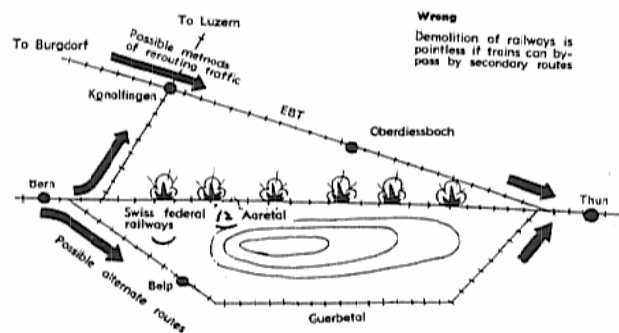 Wrong
Demolition of railways is
pointless if trains can by-
pass by secondary routes
To Luzern
To Burgdorf
Possible methods
of rerouting traffic
Konolfingen
EBT
Oberdiessbach
Bern
Thun
Swiss federal
railways
12
Aaretal
Possible alternate routes
Belp
Guerbetal